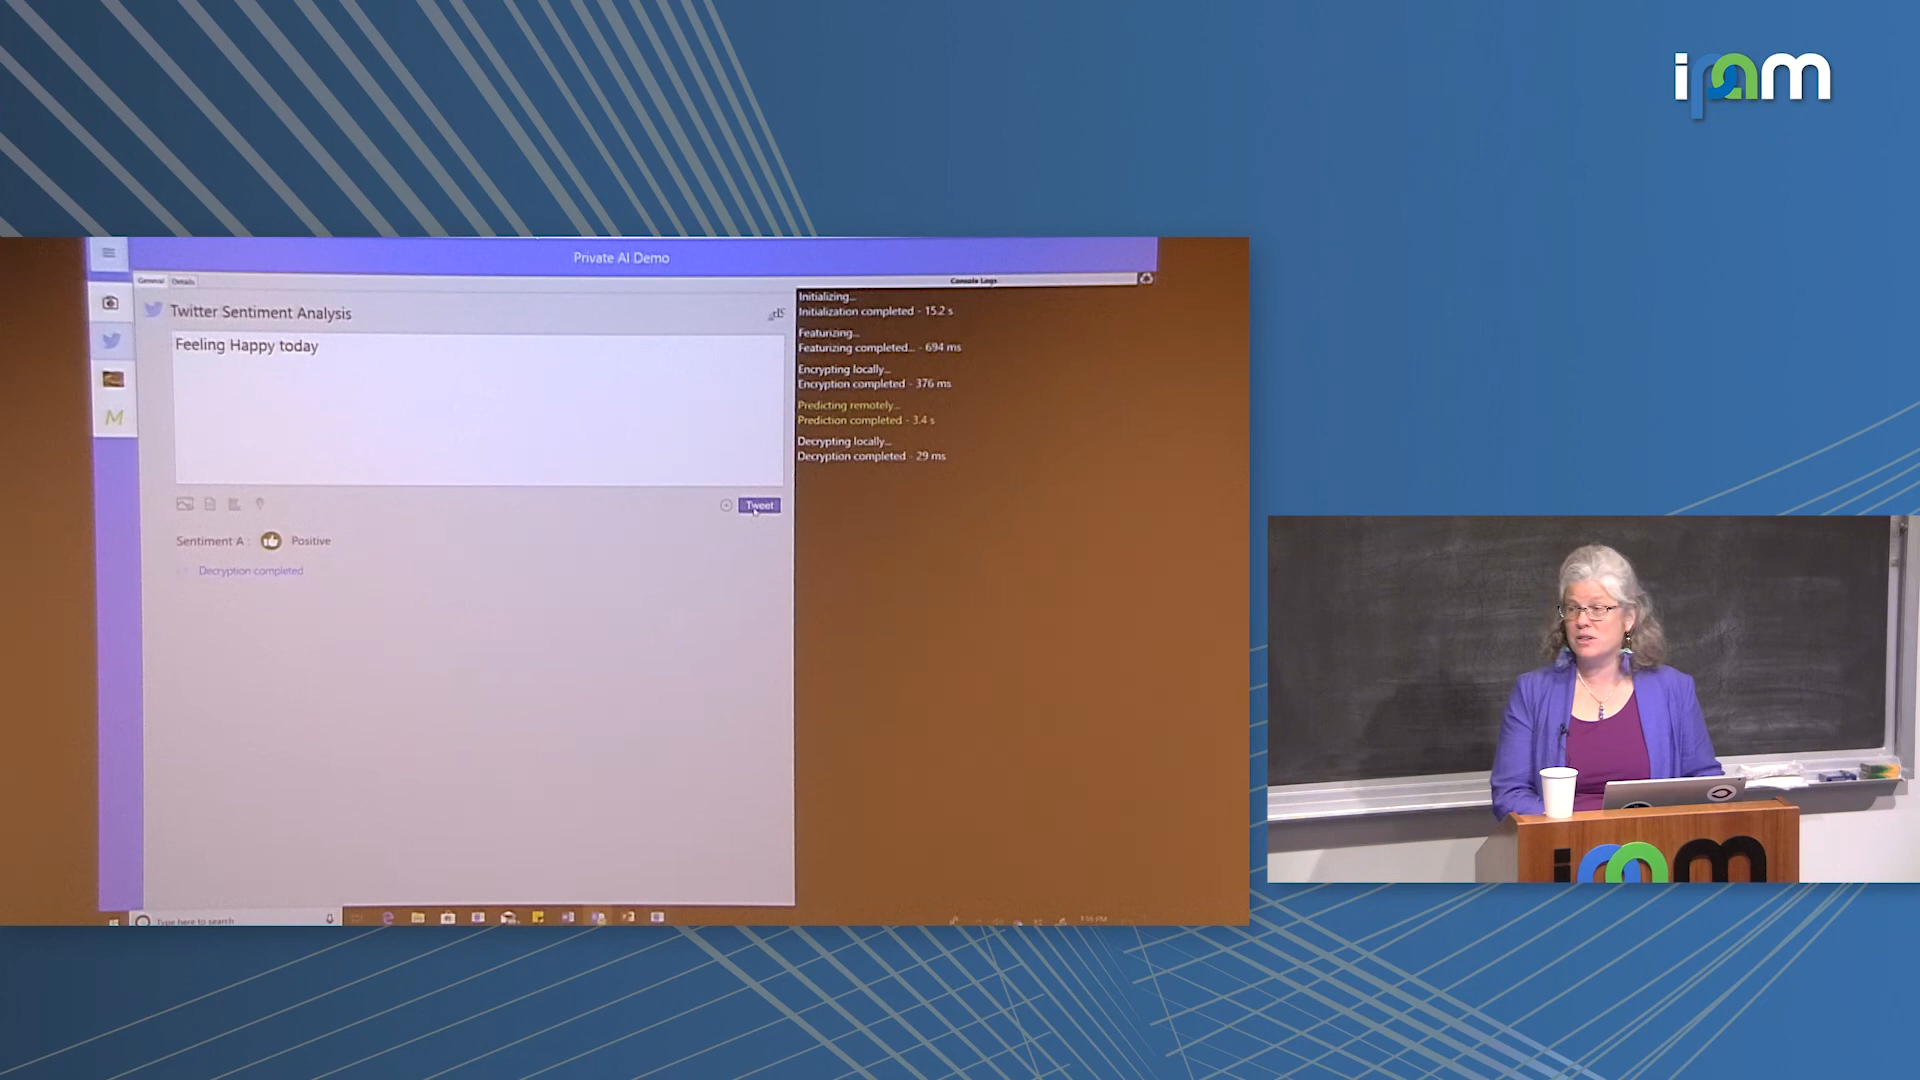 ipam
Private AI Demo
General Details
Console Logs
Twitter Sentiment Analysis
Feeling Happy today
Tweet
Sentiment A : Positive
Decryption completed
Initializing...
Initialization completed - 15.2 s
Featurizing...
Featurizing completed... - 694 ms
Encrypting locally...
Encryption completed - 376 ms
Predicting remotely...
Prediction completed - 3.4 s
Decrypting locally...
Decryption completed - 29 ms
M
Type here to search
ipam